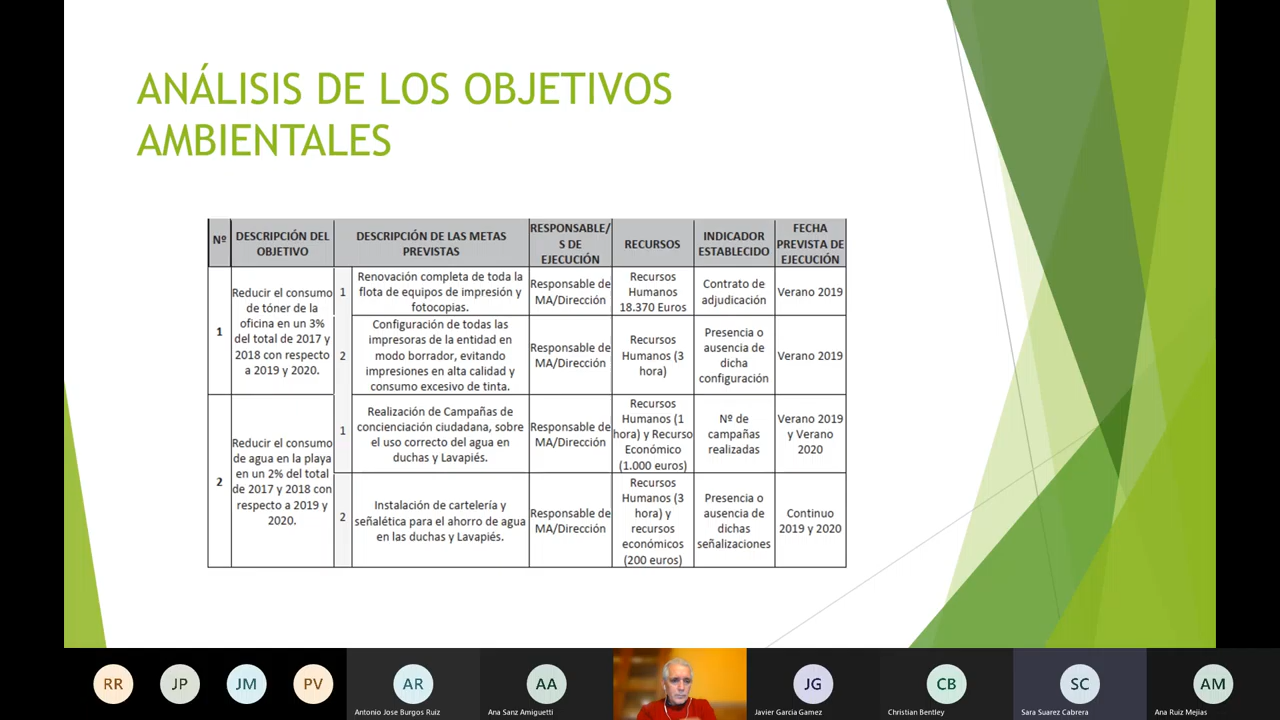 ANÁLISIS DE LOS OBJETIVOS
AMBIENTALES
Nº
DESCRIPCIÓN DEL
OBJETIVO
DESCRIPCIÓN DE LAS METAS
PREVISTAS
RESPONSABLE/
S DE
EJECUCIÓN
RECURSOS
INDICADOR
ESTABLECIDO
FECHA
PREVISTA DE
EJECUCIÓN
1
Reducir el consumo
de tóner de la
oficina en un 3%
del total de 2017 y
2018 con respecto
a 2019 y 2020.
1
Renovación completa de toda la
flota de equipos de impresión y
fotocopias.
Responsable de
MA/Dirección
Recursos
Humanos
18.370 Euros
Contrato de
adjudicación
Verano 2019
2
Configuración de todas las
impresoras de la entidad en
modo borrador, evitando
impresiones en alta calidad y
consumo excesivo de tinta.
Responsable de
MA/Dirección
Recursos
Humanos (3
hora)
Presencia o
ausencia de
dicha
configuración
Verano 2019
2
Reducir el consumo
de agua en la playa
en un 2% del total
de 2017 y 2018 con
respecto a 2019 y
2020.
1
Realización de Campañas de
concienciación ciudadana, sobre
el uso correcto del agua en
duchas y Lavapiés.
Responsable de
MA/Dirección
Recursos
Humanos (1
hora) y Recurso
Económico
(1.000 euros)
Nº de
campañas
realizadas
Verano 2019
y Verano
2020
2
Instalación de cartelería y
señalética para el ahorro de agua
en las duchas y Lavapiés.
Responsable de
MA/Dirección
Recursos
Humanos (3
hora) y
recursos
económicos
(200 euros)
Presencia o
ausencia de
dichas
señalizaciones
Continuo
2019 y 2020
RR
JP
JM
PV
AR
Antonio Jose Burgos Ruiz
AA
Ana Sanz Amiguetti
JG
Javier Garcia Gamez
CB
Christian Bentley
SC
Sara Suarez Cabrera
AM
Ana Ruiz Mejias